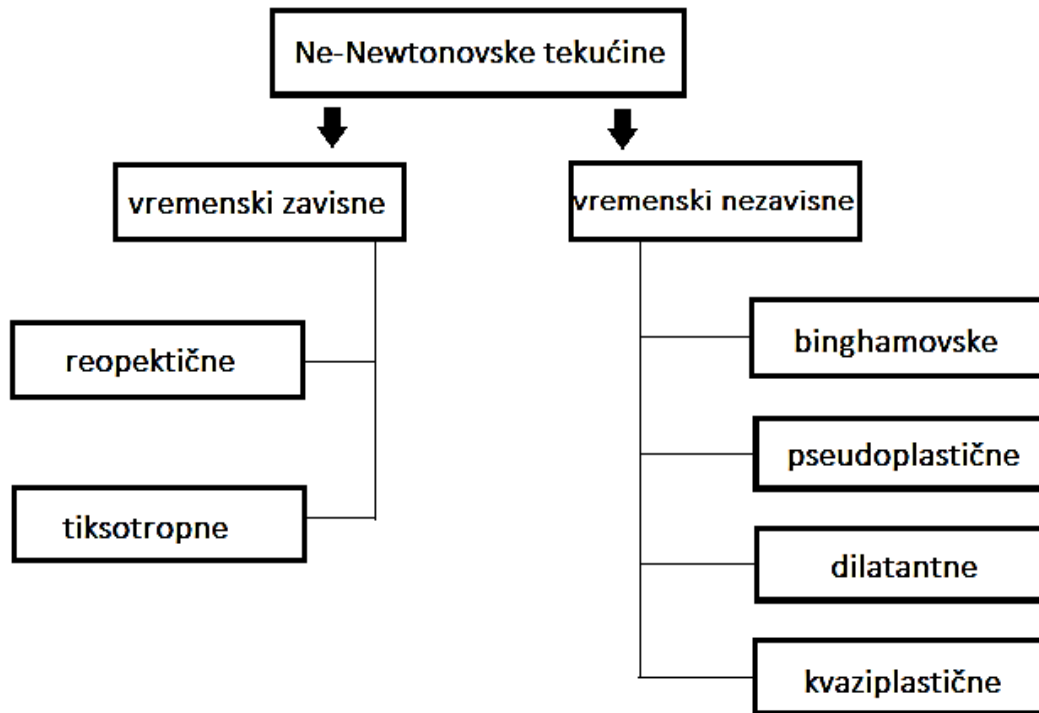 Ne-Newtonovske tekućine
vremenski zavisne
vremenski nezavisne
reopektične
tiksotropne
binghamovske
pseudoplastične
dilatantne
kvaziplastične